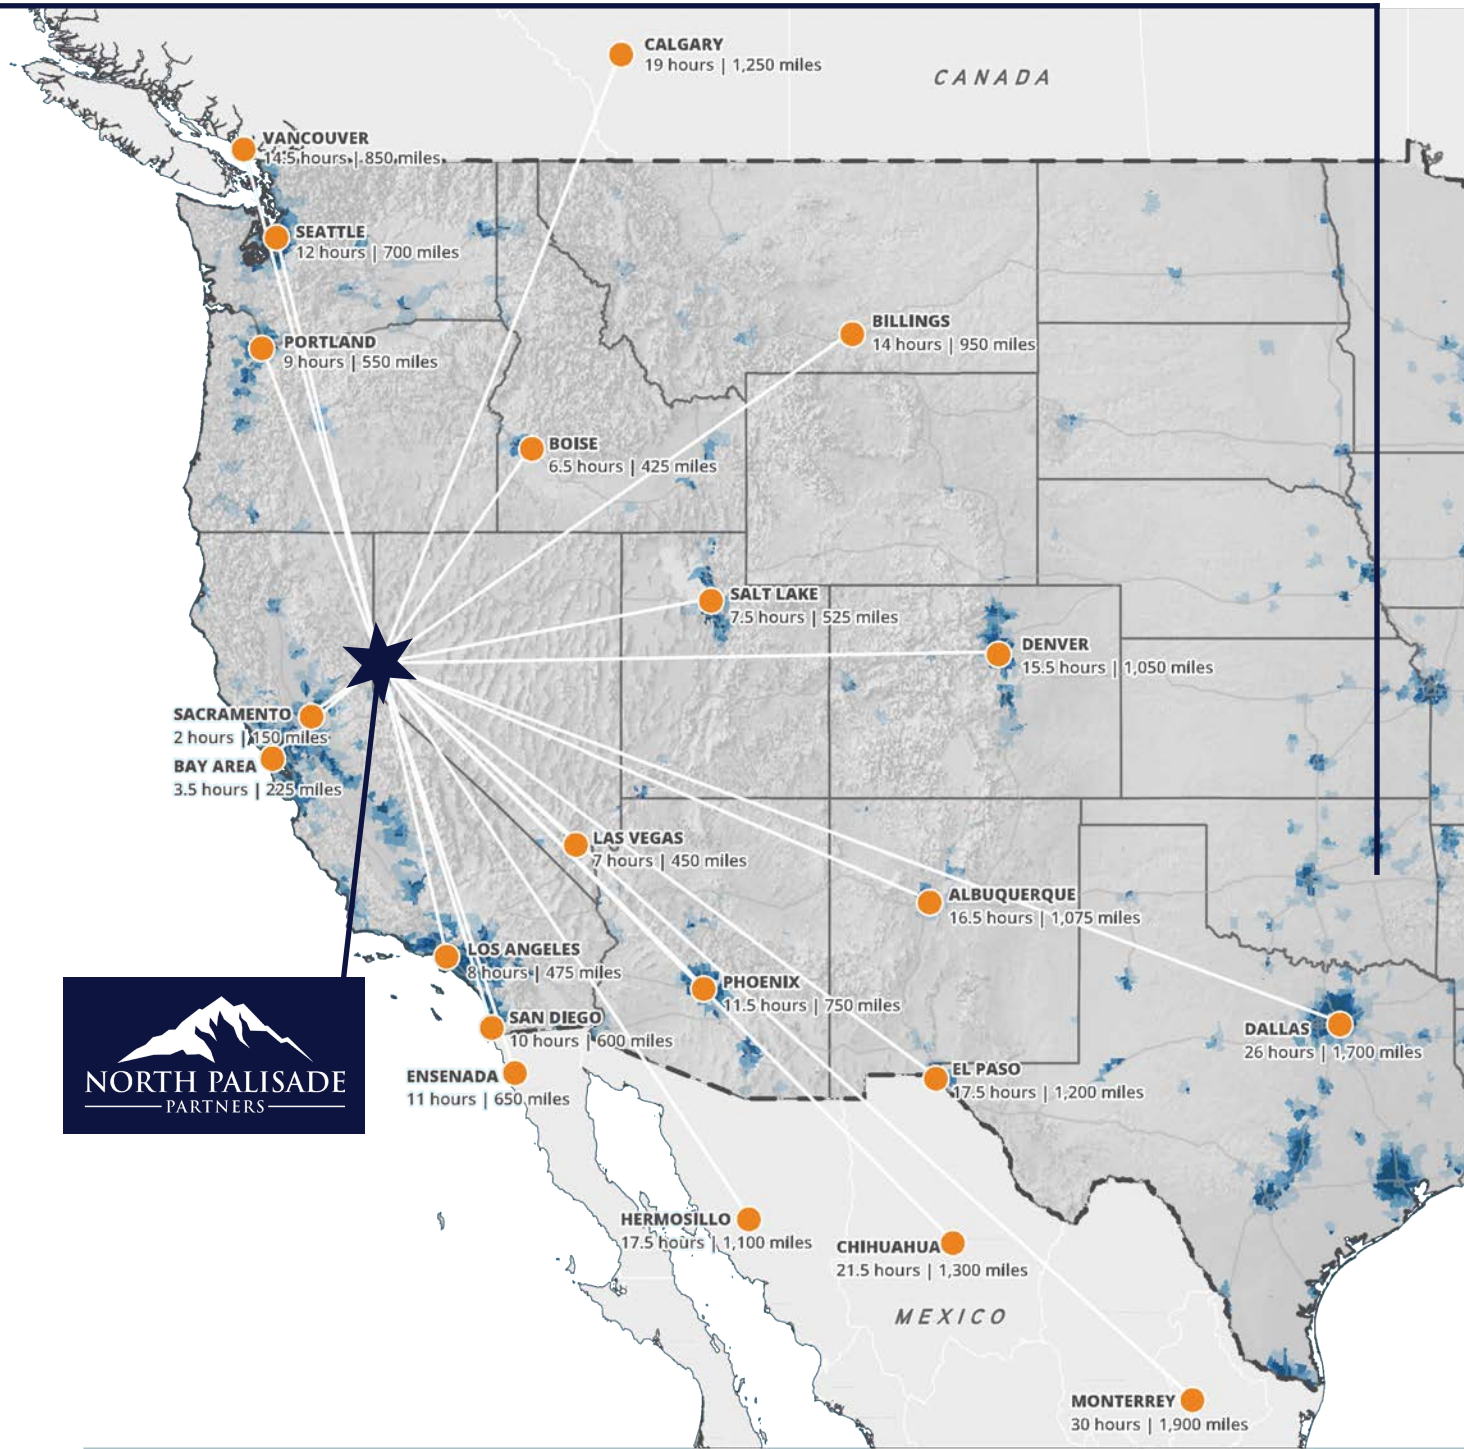 CALGARY
19 hours | 1,250 miles
CANADA
VANCOUVER
14.5 hours | 850 miles
SEATTLE
12 hours | 700 miles
BILLINGS
14 hours | 950 miles
PORTLAND
9 hours | 550 miles
BOISE
6.5 hours | 425 miles
SALT LAKE
7.5 hours | 525 miles
DENVER
15.5 hours | 1,050 miles
SACRAMENTO
2 hours | 150 miles
BAY AREA
3.5 hours | 225 miles
LAS VEGAS
7 hours | 450 miles
ALBUQUERQUE
16.5 hours | 1,075 miles
LOS ANGELES
8 hours | 475 miles
PHOENIX
11.5 hours | 750 miles
SAN DIEGO
10 hours | 600 miles
DALLAS
26 hours | 1,700 miles
ENSENADA
11 hours | 650 miles
EL PASO
17.5 hours | 1,200 miles
NORTH PALISADE
PARTNERS
HERMOSILLO
17.5 hours | 1,100 miles
CHIHUAHUA
21.5 hours | 1,300 miles
MEXICO
MONTERREY
30 hours | 1,900 miles